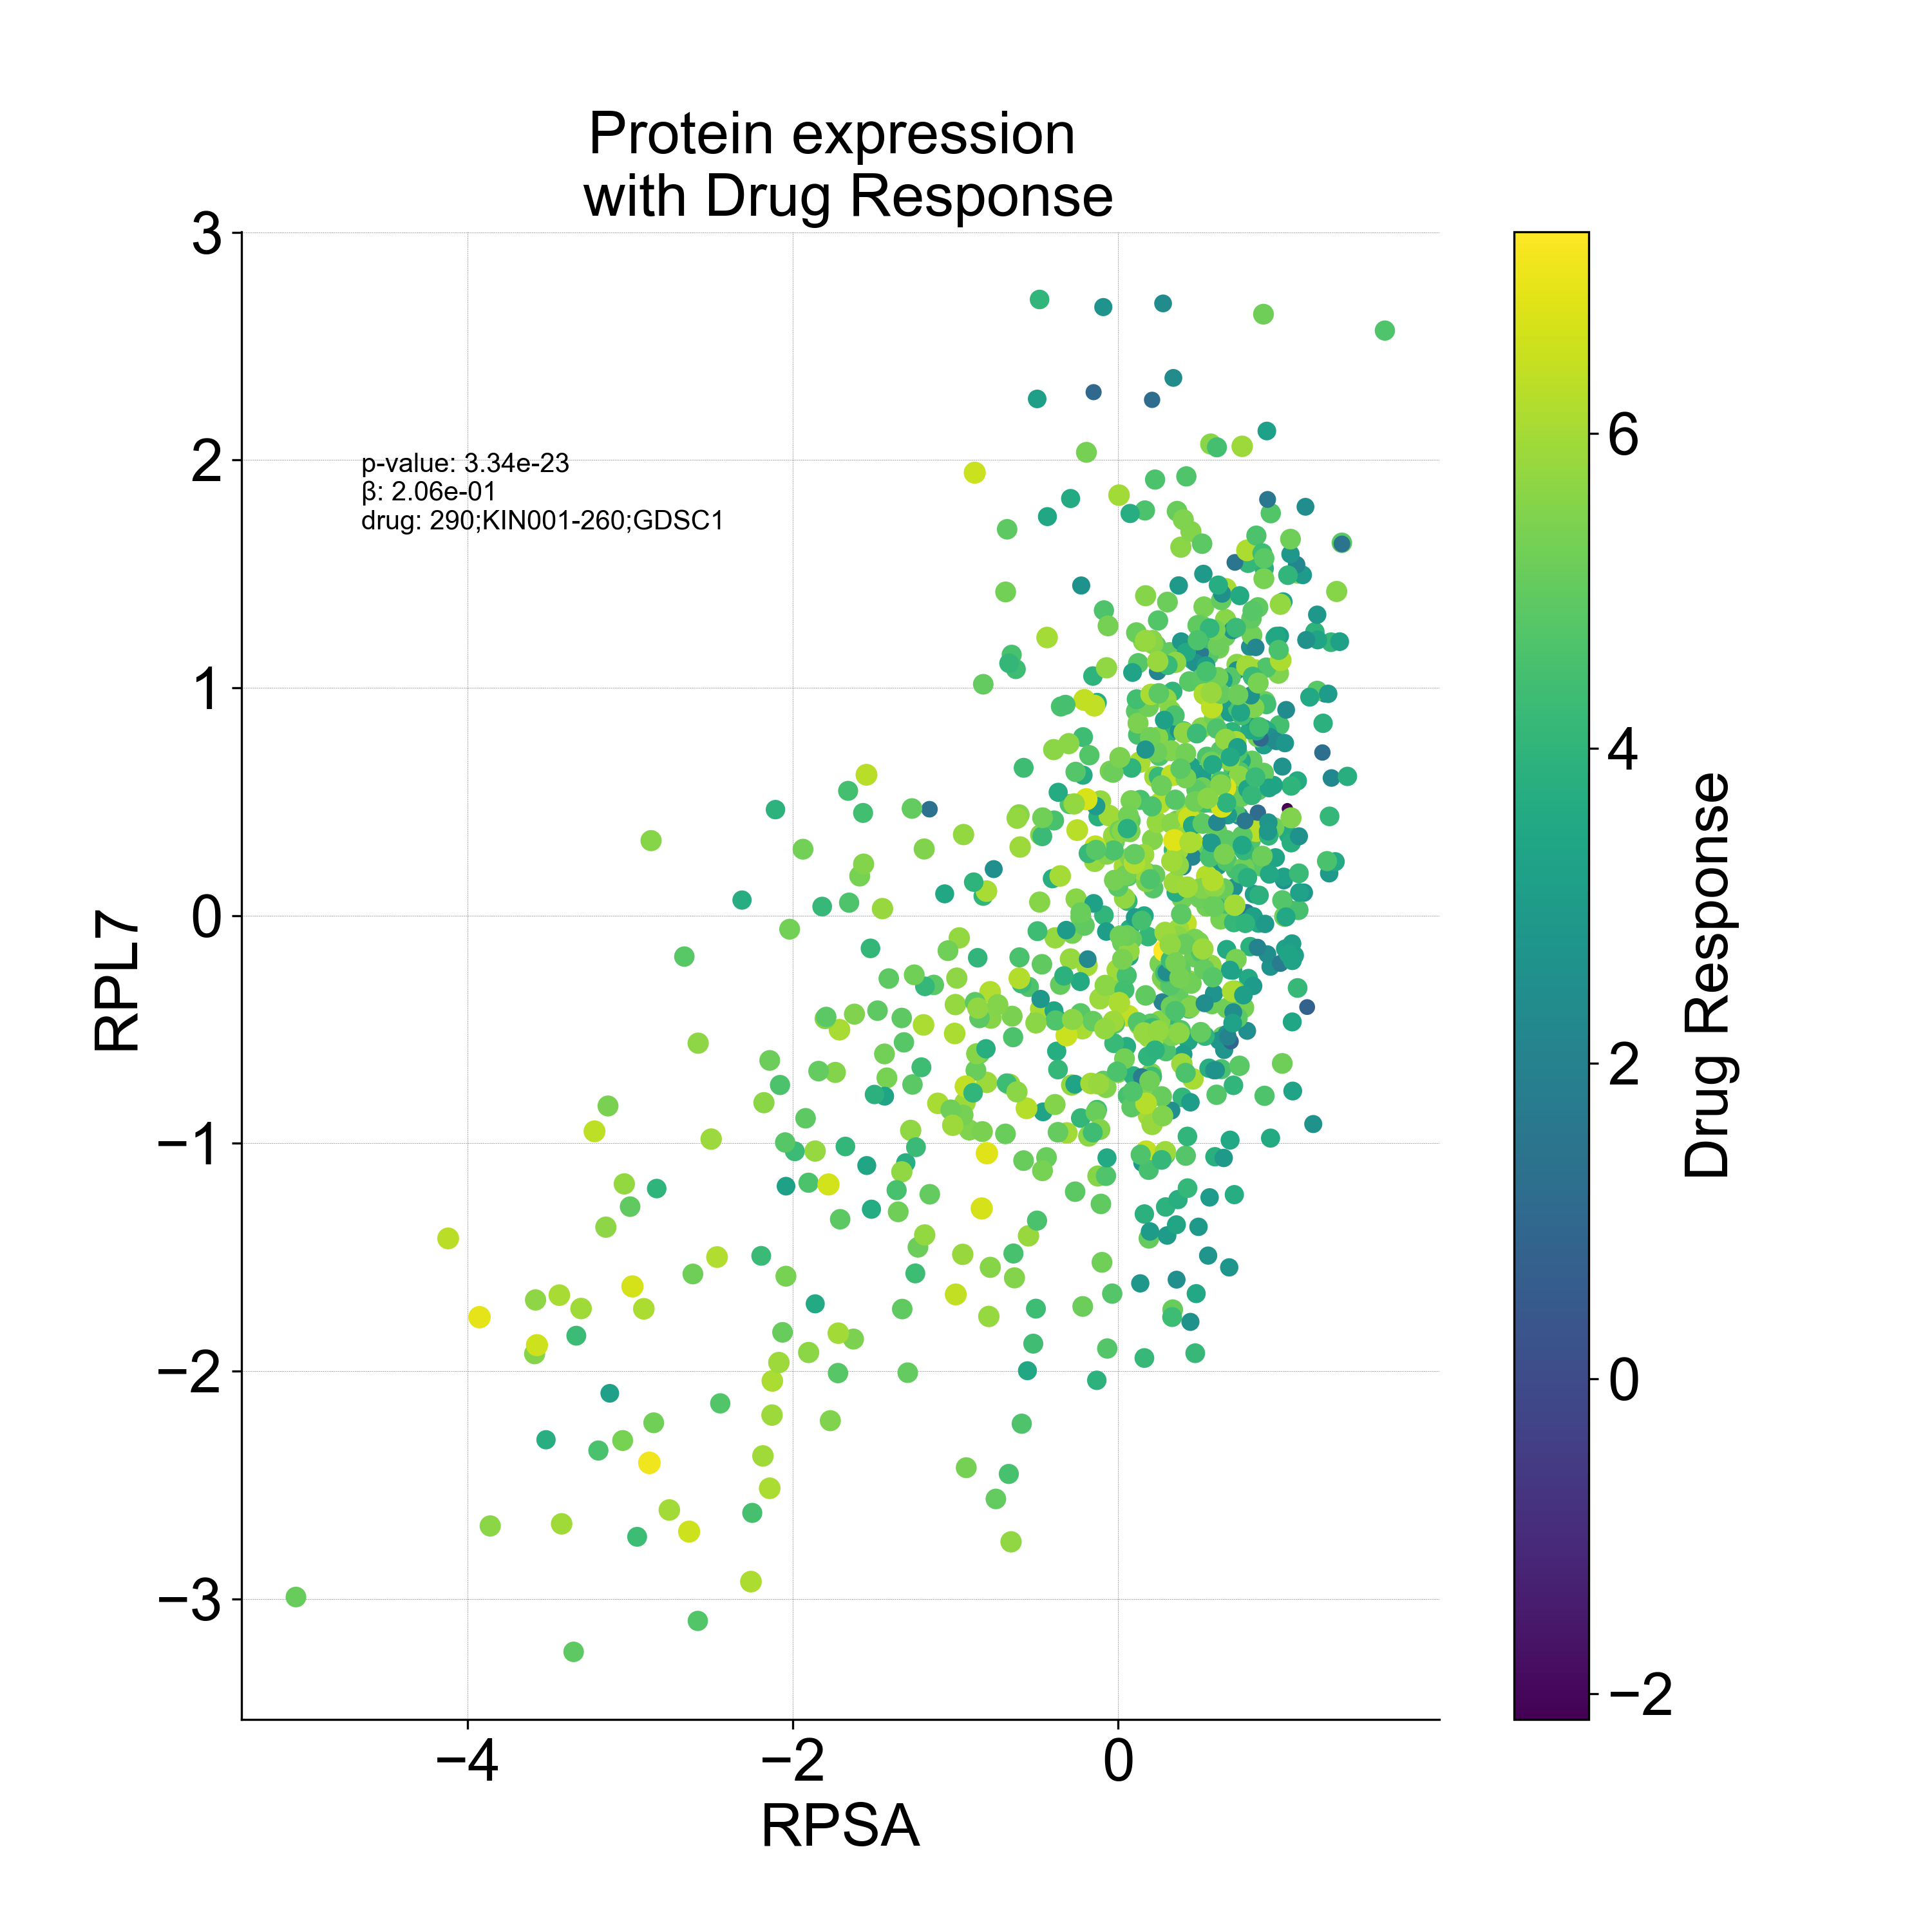 Protein expression
with Drug Response
3
2
1
0
−1
−2
−3
RPL7
p-value: 3.34e-23
β: 2.06e-01
drug: 290;KIN001-260;GDSC1
−4
−2
0
RPSA
6
4
2
0
−2
Drug Response